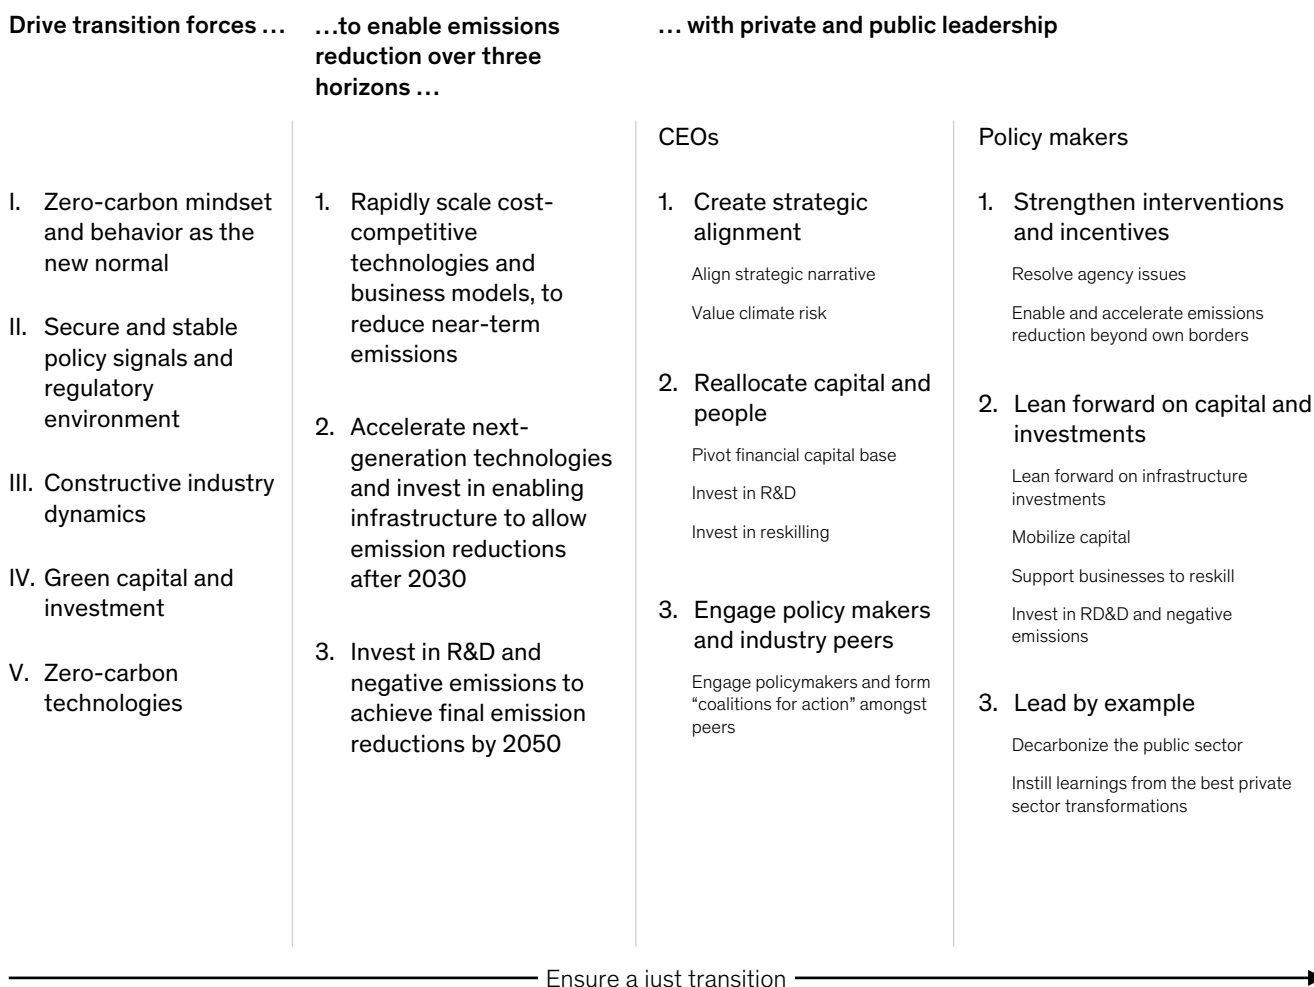 Drive transition forces …
…to enable emissions
reduction over three
horizons …
… with private and public leadership
I. Zero-carbon mindset
and behavior as the
new normal
II. Secure and stable
policy signals and
regulatory
environment
III. Constructive industry
dynamics
IV. Green capital and
investment
V. Zero-carbon
technologies
1. Rapidly scale cost-
competitive
technologies and
business models, to
reduce near-term
emissions
2. Accelerate next-
generation technologies
and invest in enabling
infrastructure to allow
emission reductions
after 2030
3. Invest in R&D and
negative emissions to
achieve final emission
reductions by 2050
CEOs
1. Create strategic
alignment
Align strategic narrative
Value climate risk
2. Reallocate capital and
people
Pivot financial capital base
Invest in R&D
Invest in reskilling
3. Engage policy makers
and industry peers
Engage policymakers and form
“coalitions for action” amongst
peers
Policy makers
1. Strengthen interventions
and incentives
Resolve agency issues
Enable and accelerate emissions
reduction beyond own borders
2. Lean forward on capital and
investments
Lean forward on infrastructure
investments
Mobilize capital
Support businesses to reskill
Invest in RD&D and negative
emissions
3. Lead by example
Decarbonize the public sector
Instill learnings from the best private
sector transformations
Ensure a just transition